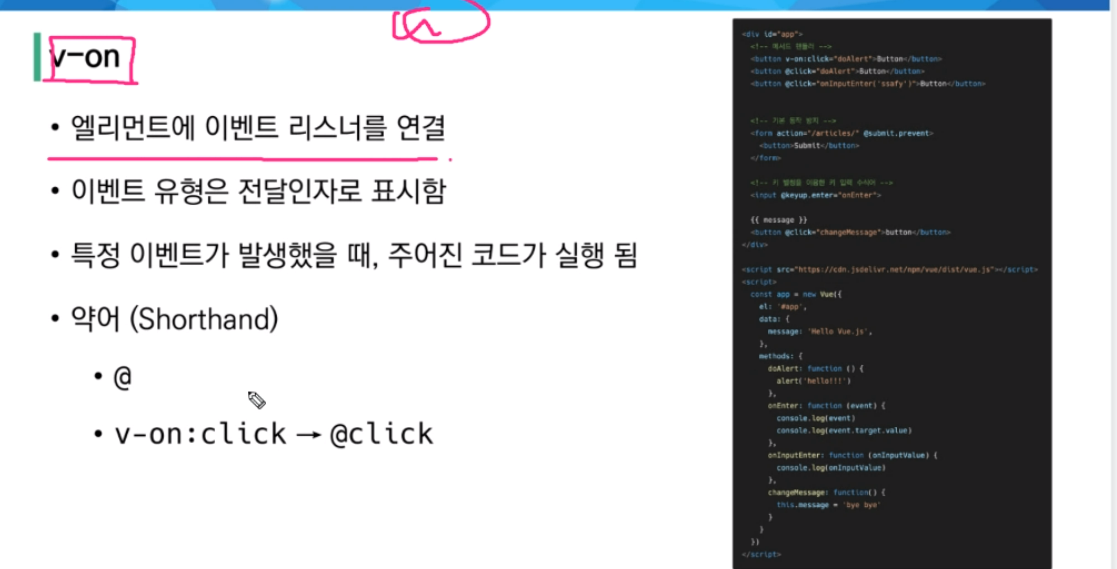 v-on
• 엘리먼트에 이벤트 리스너를 연결
• 이벤트 유형은 전달인자로 표시함
• 특정 이벤트가 발생했을 때, 주어진 코드가 실행 됨
• 약어 (Shorthand)
• @
• v-on:click → @click
<div id="app">
<!-- 메서드 핸들러 -->
<button v-on:click="doAlert">Button</button>
<button @click="doAlert">Button</button>
<button @click="onInputEnter('ssafy')">Button</button>
<!-- 기본 동작 방지 -->
<form action="/articles/" @submit.prevent>
<button>Submit</button>
</form>
<!-- 키 별칭을 이용한 키 입력 수식어 -->
<input @keyup.enter="onEnter">
{{ message }}
<button @click="changeMessage">button</button>
</div>
<script src="https://cdn.jsdelivr.net/npm/vue/dist/vue.js"></script>
<script>
const app = new Vue({
el: '#app',
data: {
message: 'Hello Vue.js',
},
methods: {
doAlert: function () {
alert('hello!!!')
},
onEnter: function (event) {
console.log(event)
console.log(event.target.value)
},
onInputEnter: function (onInputValue) {
console.log(onInputValue)
},
changeMessage: function() {
this.message = 'bye bye'
}
}
})
</script>